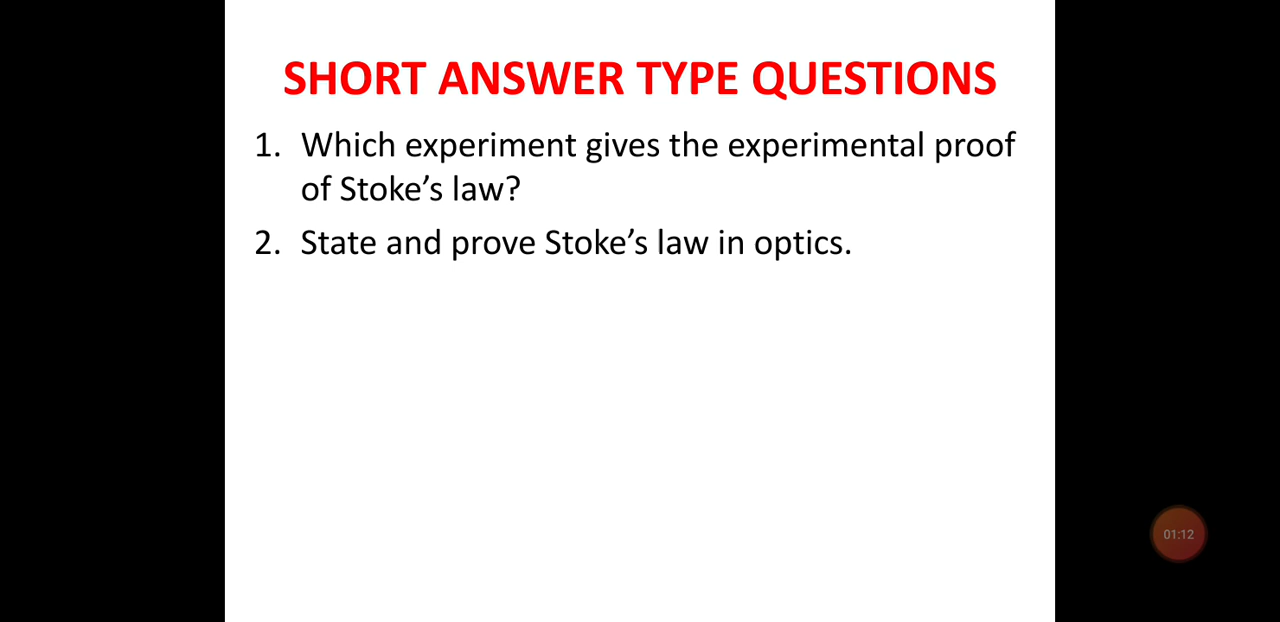 SHORT ANSWER TYPE QUESTIONS
1. Which experiment gives the experimental proof
of Stoke’s law?
2. State and prove Stoke’s law in optics.
01:12